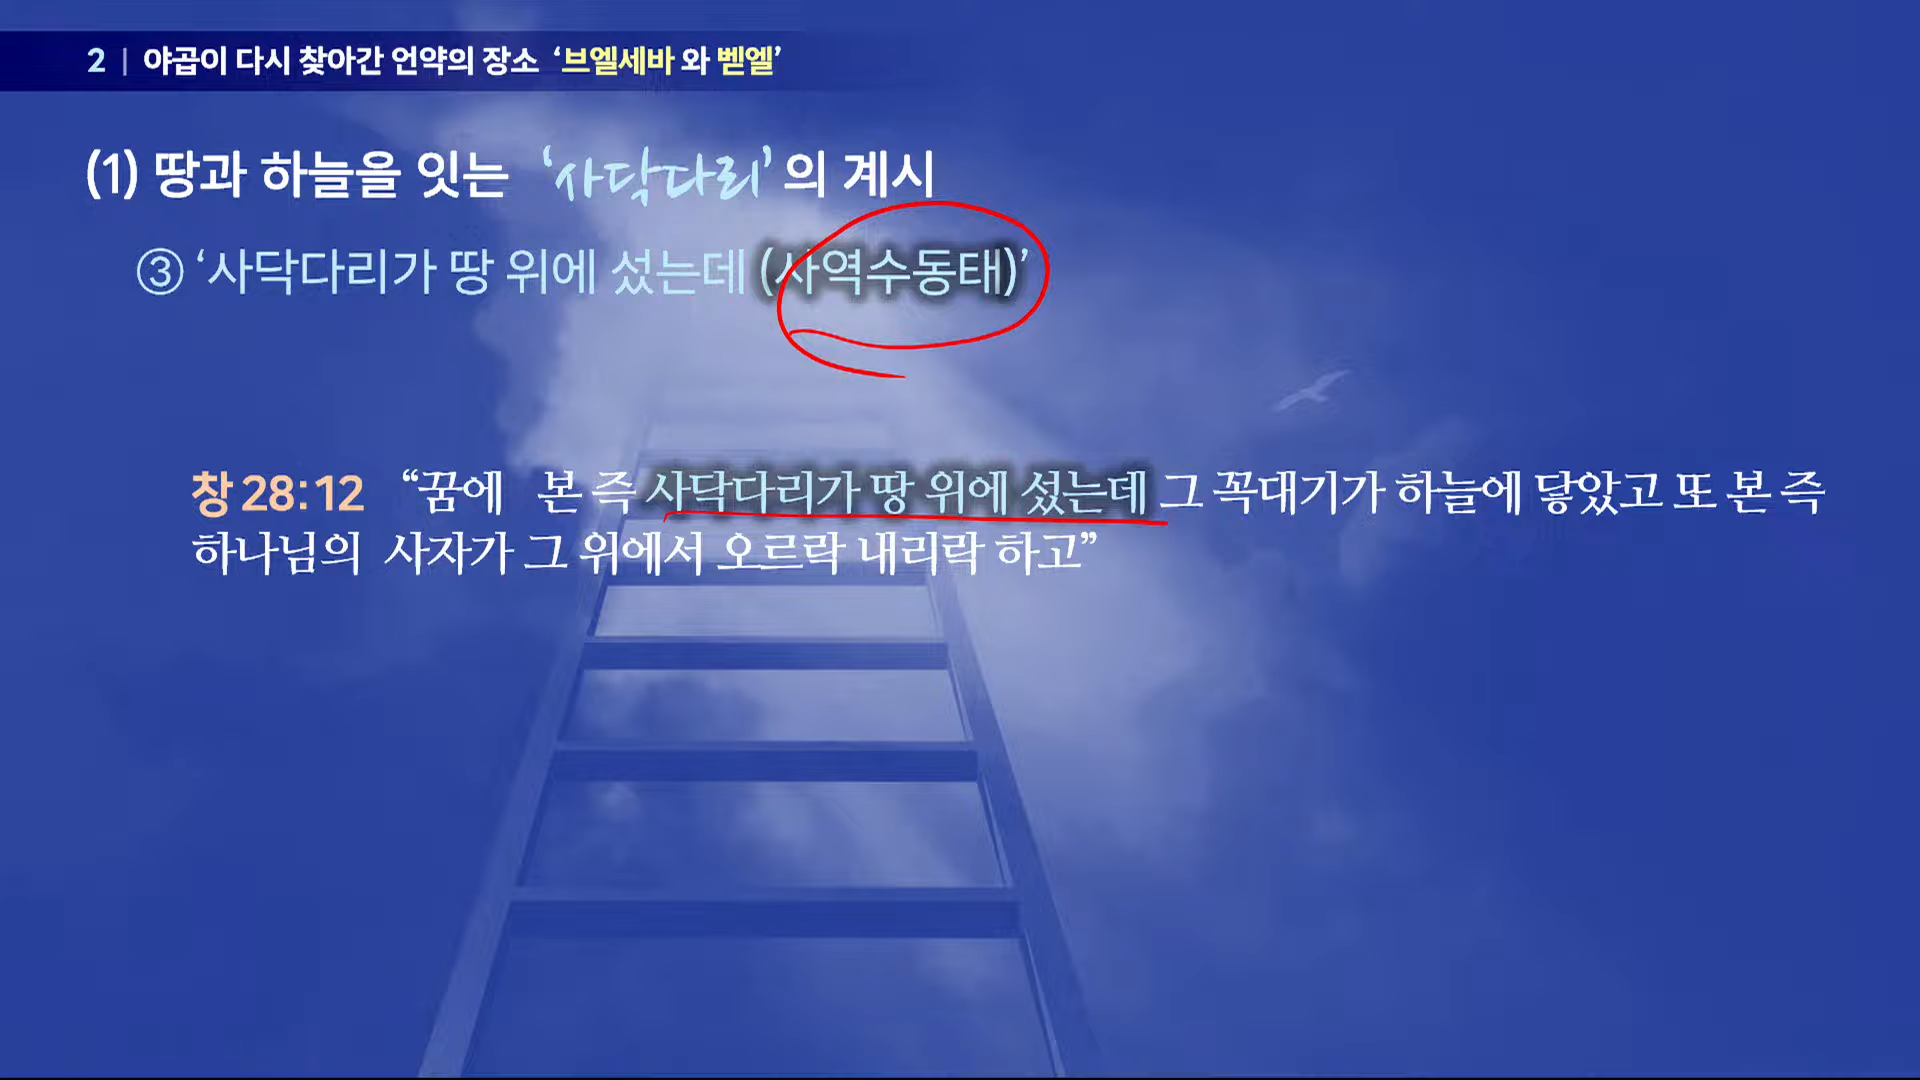 2 | 야곱이 다시 찾아간 언약의 장소 ‘브엘세바 와 벧엘’
(1) 땅과 하늘을 잇는 ‘사닥다리’의 계시
③ ‘사닥다리가 땅 위에 섰는데 (사역수동태)’
창 28:12 “꿈에 본 즉 사닥다리가 땅 위에 섰는데 그 꼭대기가 하늘에 닿았고 또 본 즉
하나님의 사자가 그 위에서 오르락 내리락 하고”